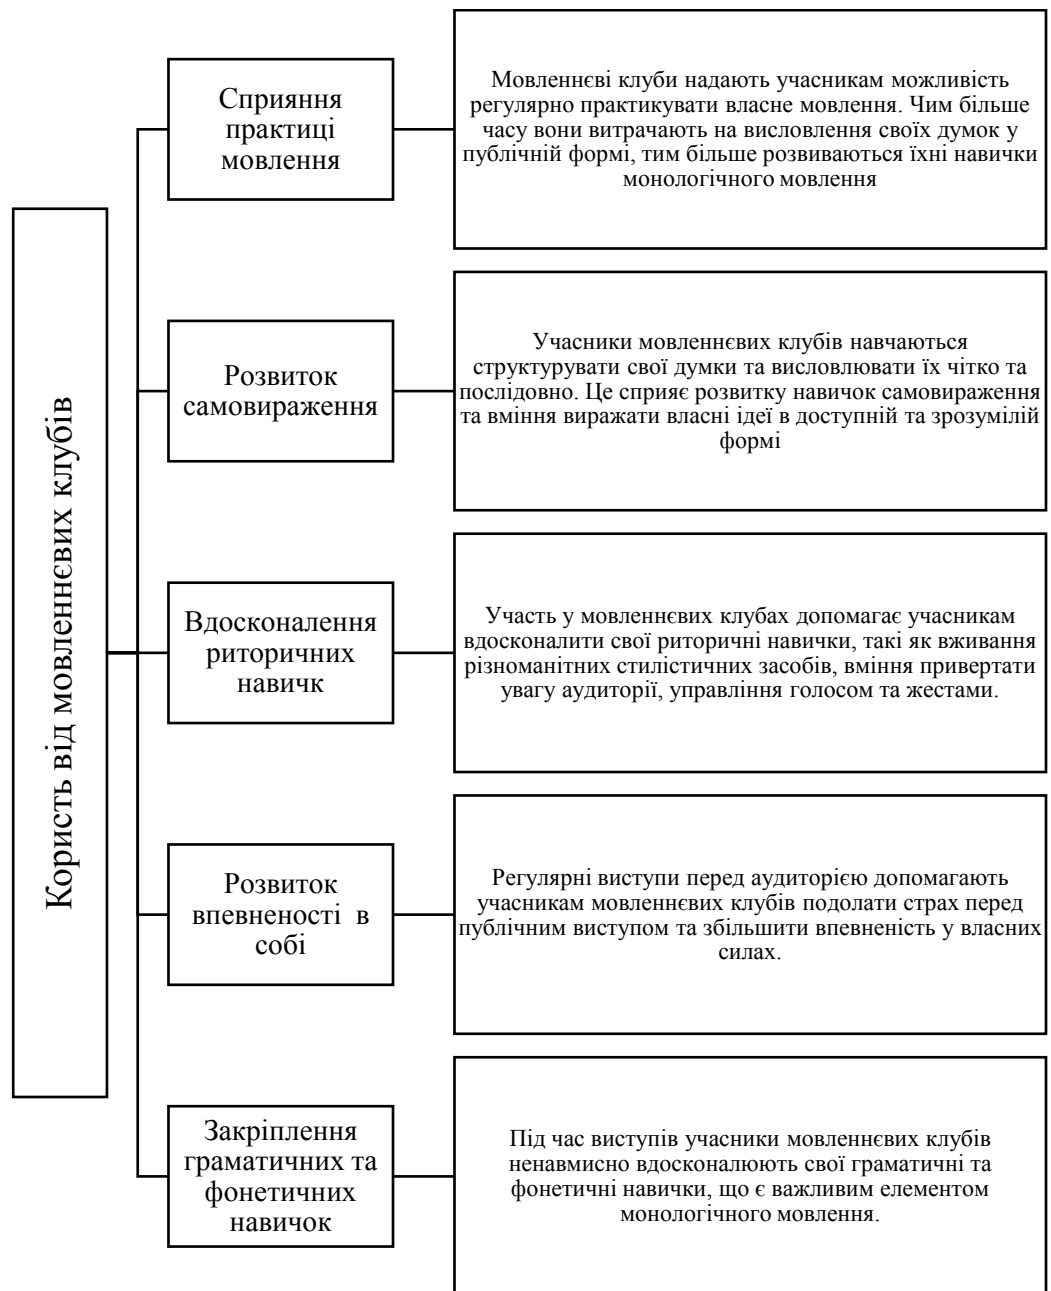 Користь від мовленнєвих клубів
Сприяння
практиці
мовлення
Мовленнєві клуби надають учасникам можливість
регулярно практикувати власне мовлення. Чим більше
часу вони витрачають на висловлення своїх думок у
публічній формі, тим більше розвиваються їхні навички
монологічного мовлення
Розвиток
самовираження
Учасники мовленнєвих клубів навчаються
структурувати свої думки та висловлювати їх чітко та
послідовно. Це сприяє розвитку навичок самовираження
та вміння виражати власні ідеї в доступній та зрозумілій
формі
Вдосконалення
риторичних
навичк
Участь у мовленнєвих клубах допомагає учасникам
вдосконалити свої риторичні навички, такі як вживання
різноманітних стилістичних засобів, вміння привертати
увагу аудиторії, управління голосом та жестами.
Розвиток
впевненості в
собі
Регулярні виступи перед аудиторією допомагають
учасникам мовленнєвих клубів подолати страх перед
публічним виступом та збільшити впевненість у власних
силах.
Закріплення
граматичних та
фонетичних
навичок
Під час виступів учасники мовленнєвих клубів
ненавмисно вдосконалюють свої граматичні та
фонетичні навички, що є важливим елементом
монологічного мовлення.